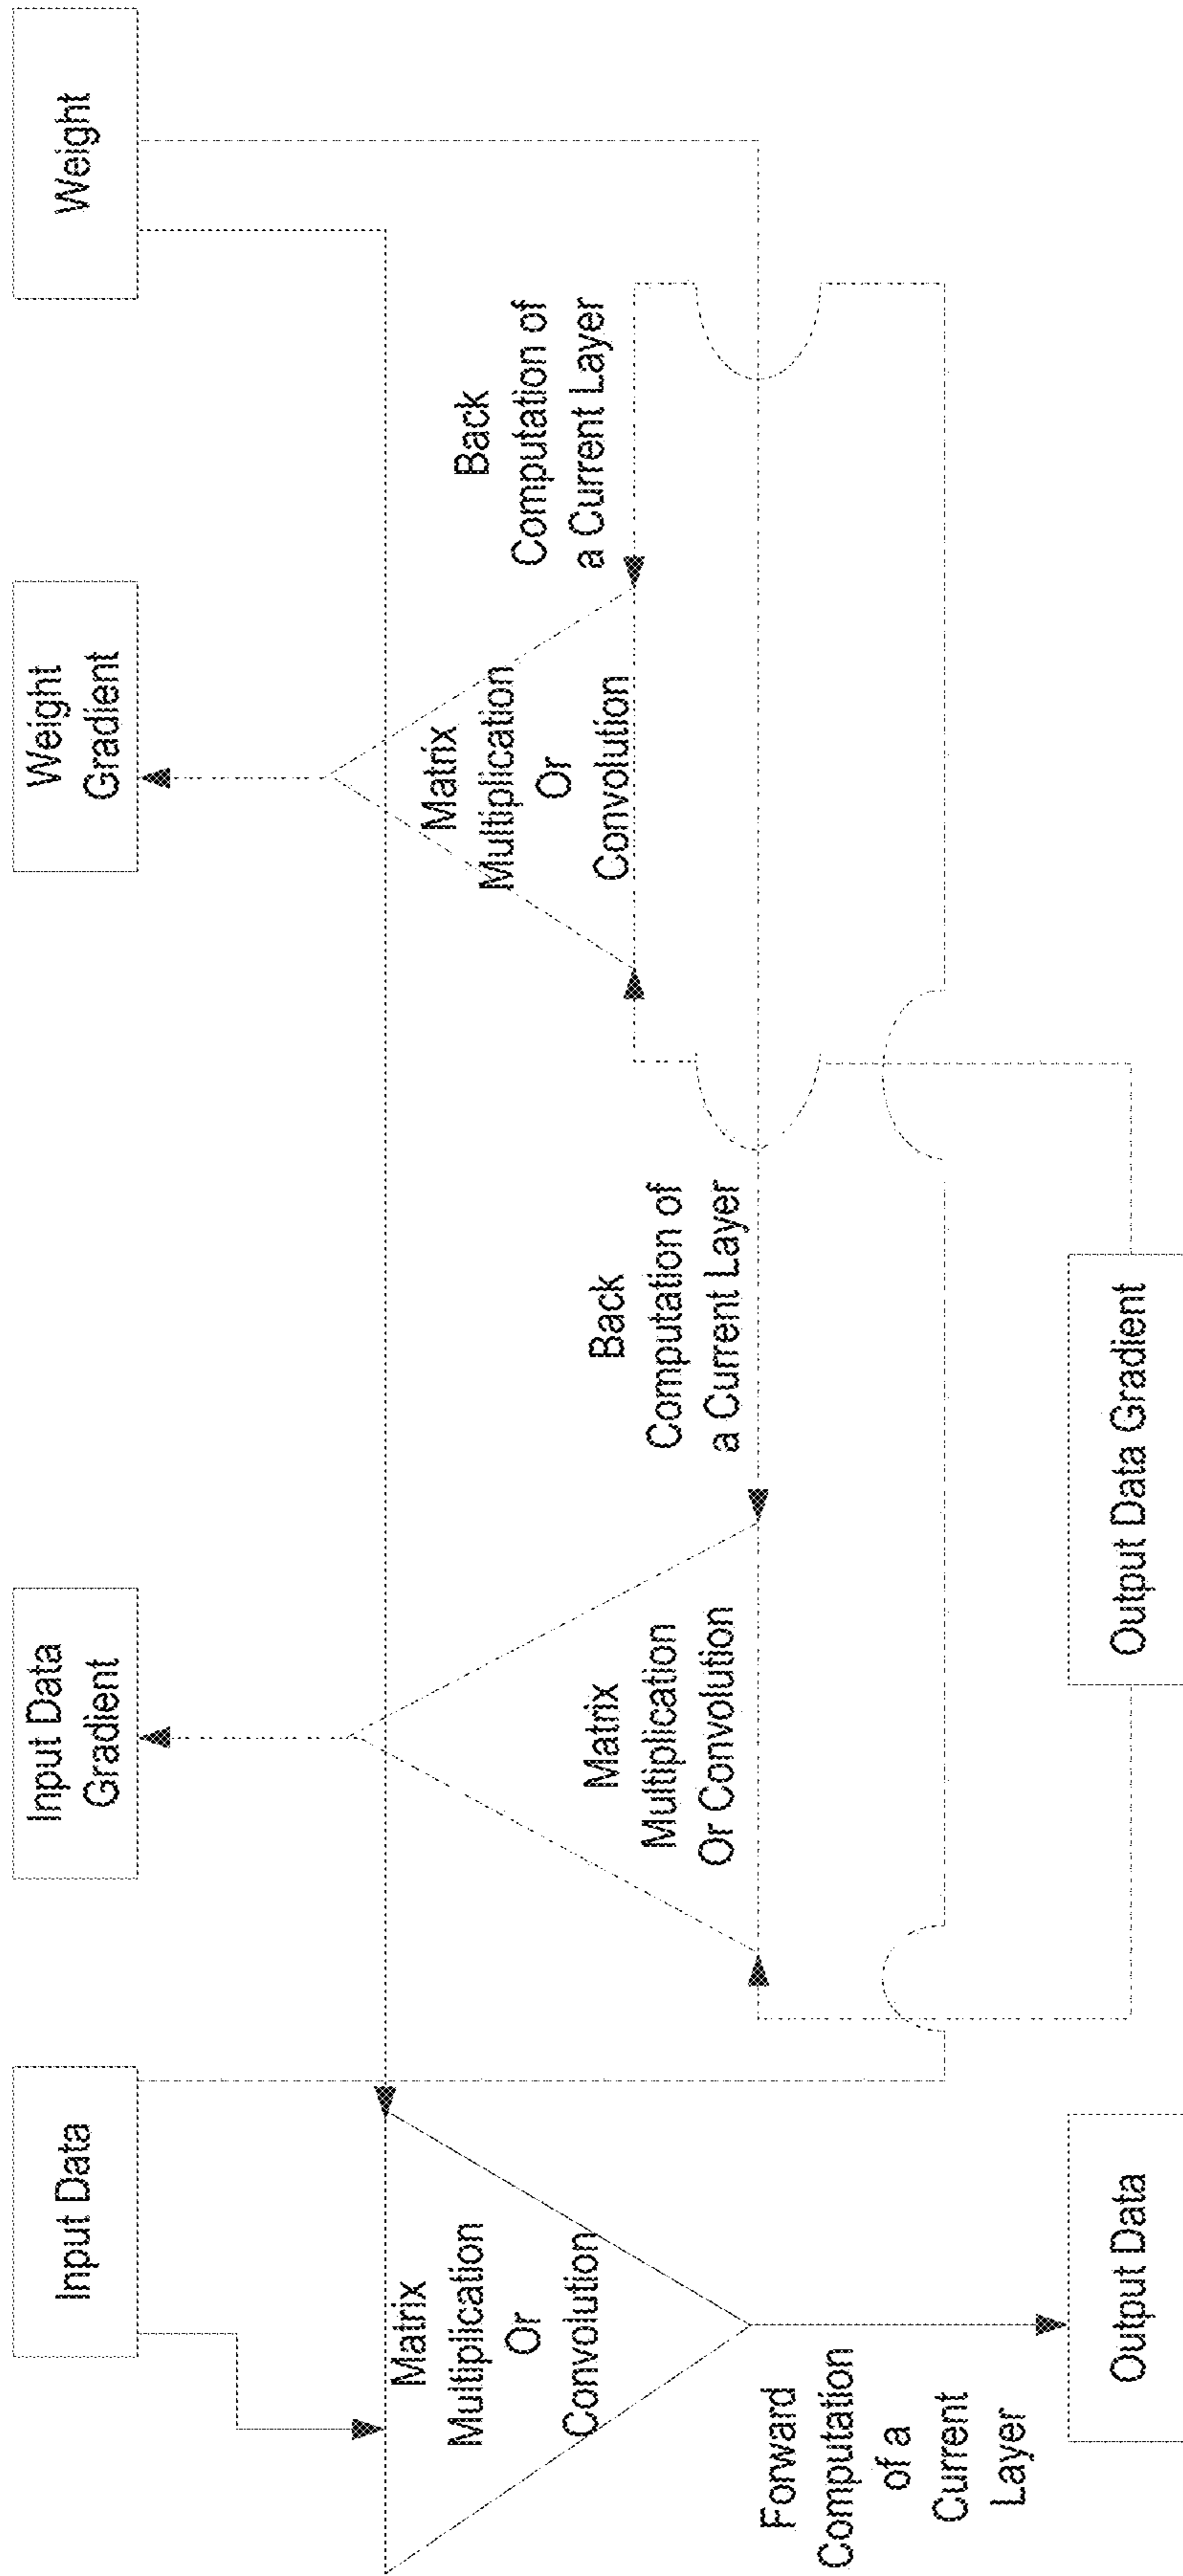 Input Data
Input Data
Gradient
Weight
Gradient
Weight
Matrix
Multiplication
Or
Convolution
Matrix
Multiplication
Or Convolution
Back
Computation of
a Current Layer
Matrix
Multiplication
Or
Convolution
Back
Computation of
a Current Layer
Forward
Computation
of a
Current
Layer
Output Data
Output Data Gradient